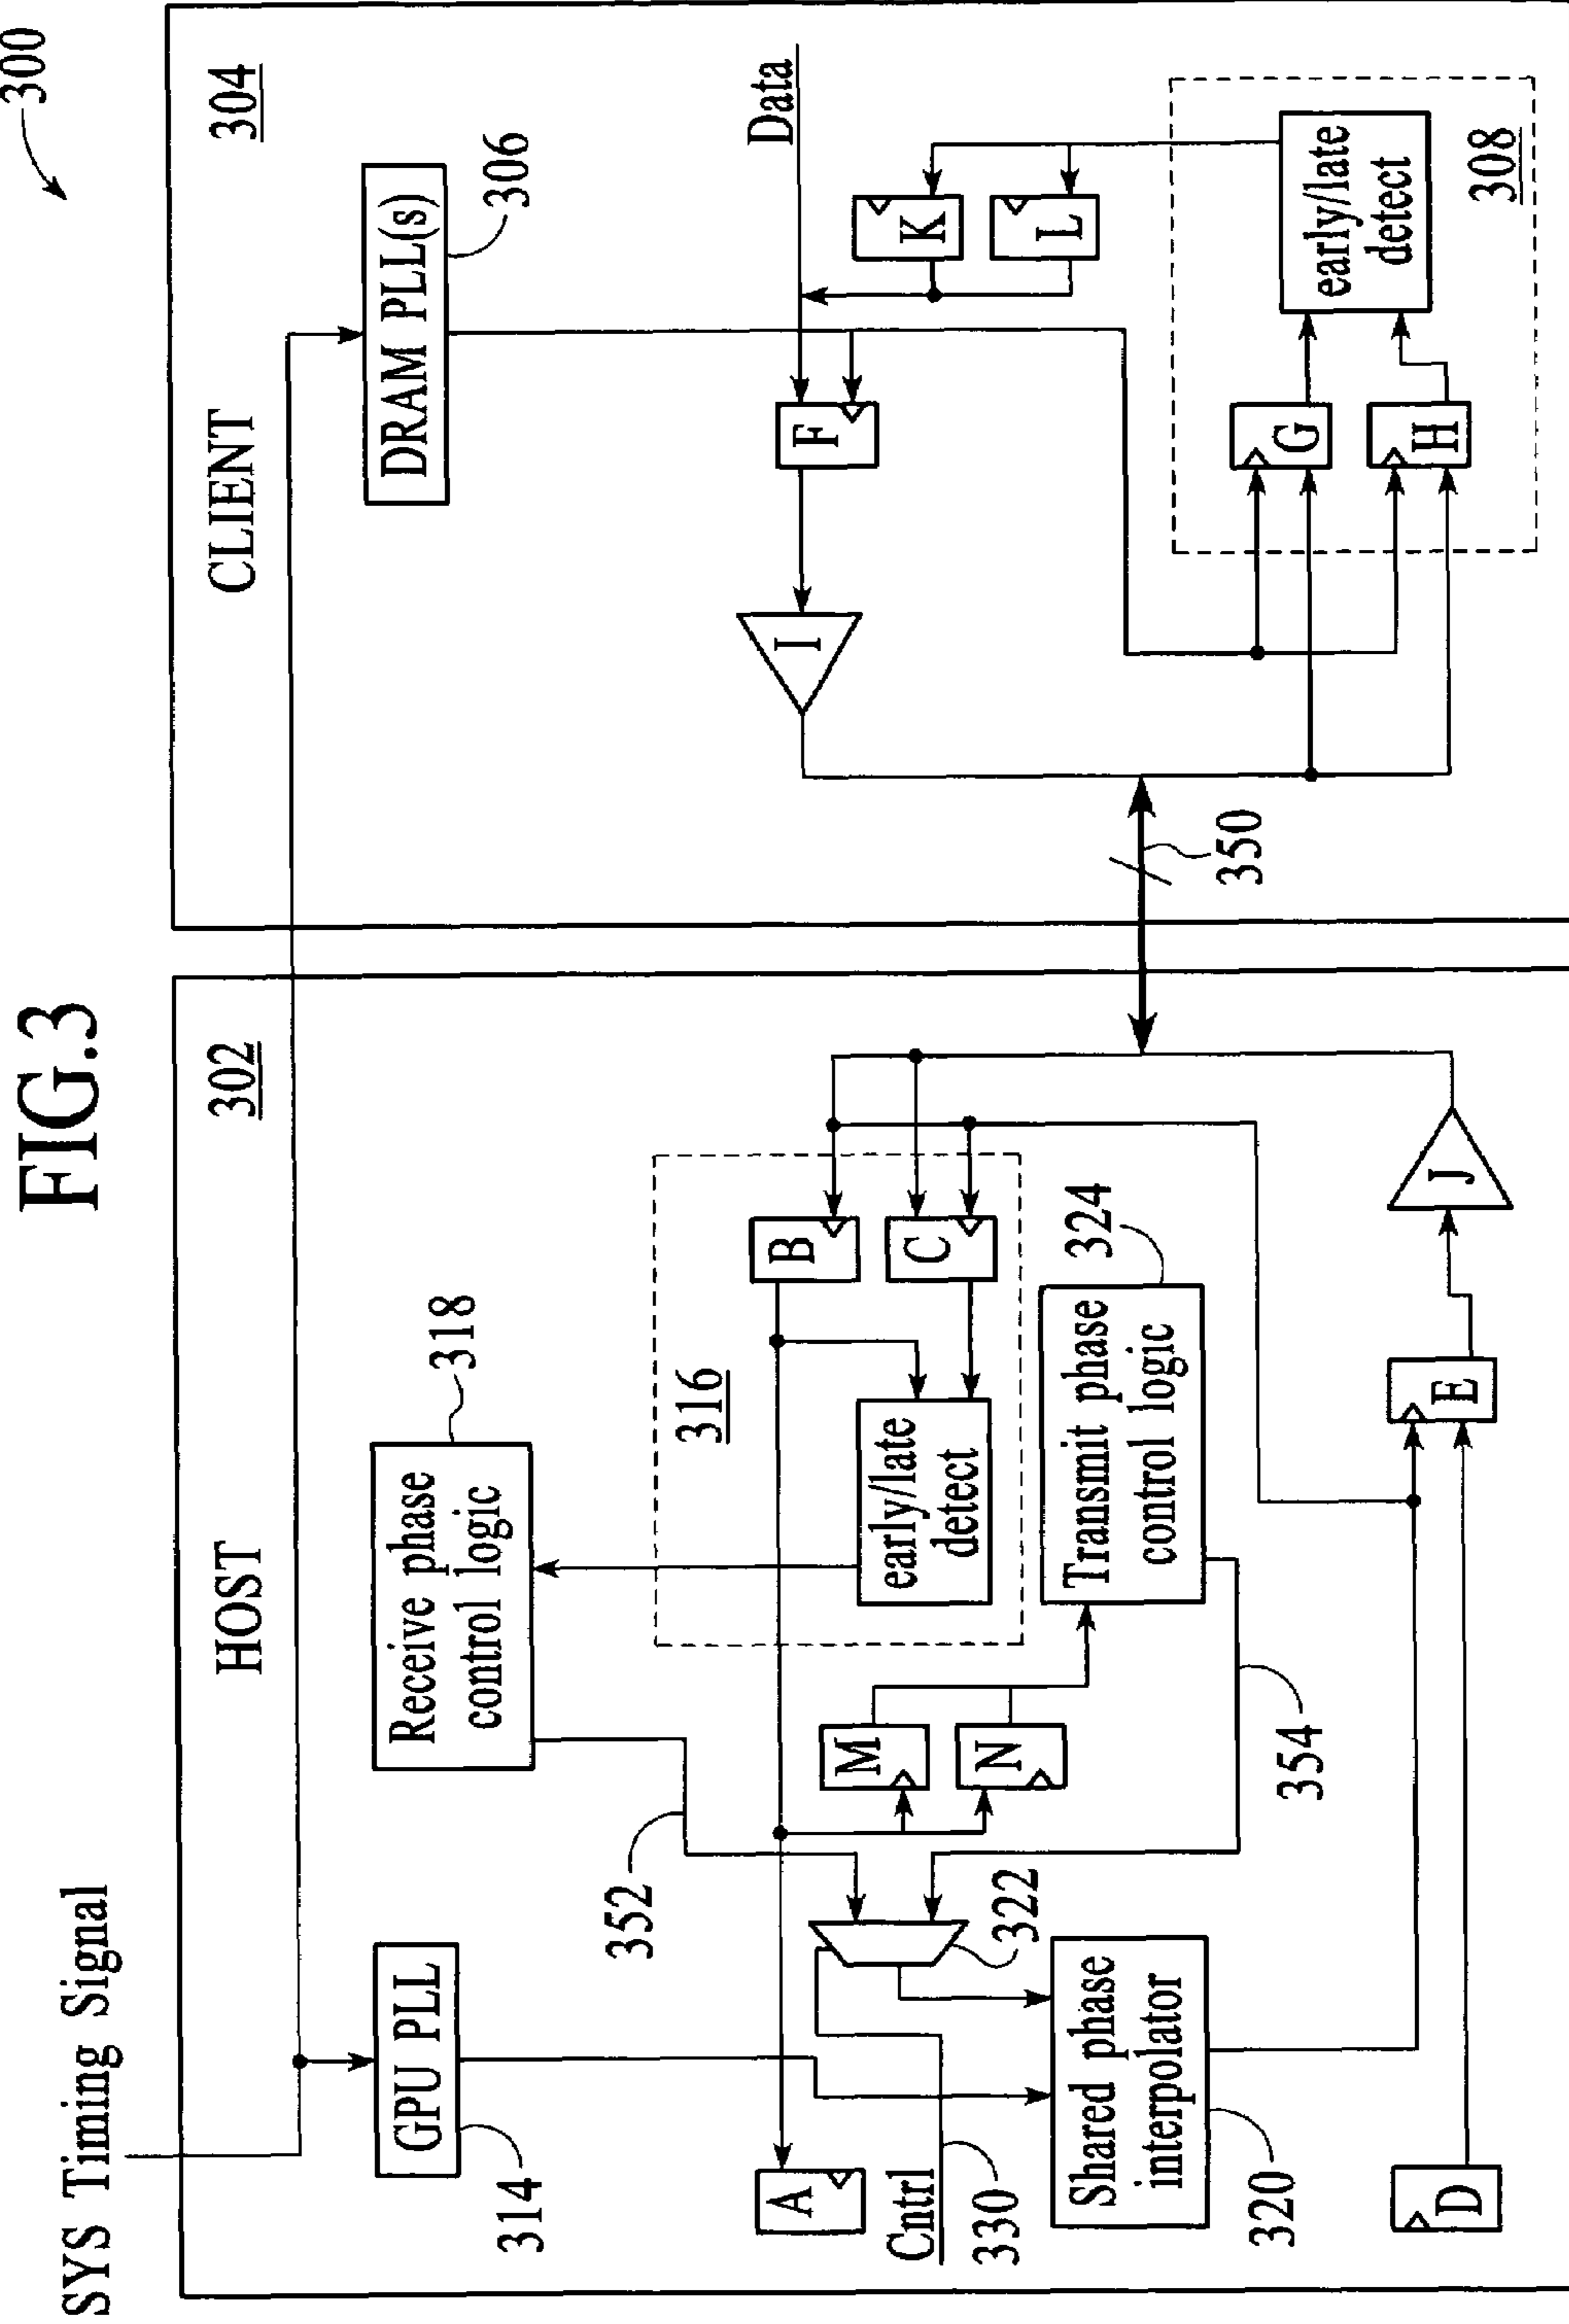 FIG.3
300
SYS Timing Signal
HOST
302
CLIENT
304
GPU PLL
314
Receive phase
control logic
318
DRAM PLL(s)
306
352
316
B
C
early/late
detect
A
Cntrl
330
322
M
N
Transmit phase
control logic
324
354
Shared phase
interpolator
320
D
E
J
350
I
F
Data
K
L
G
H
early/late
detect
308